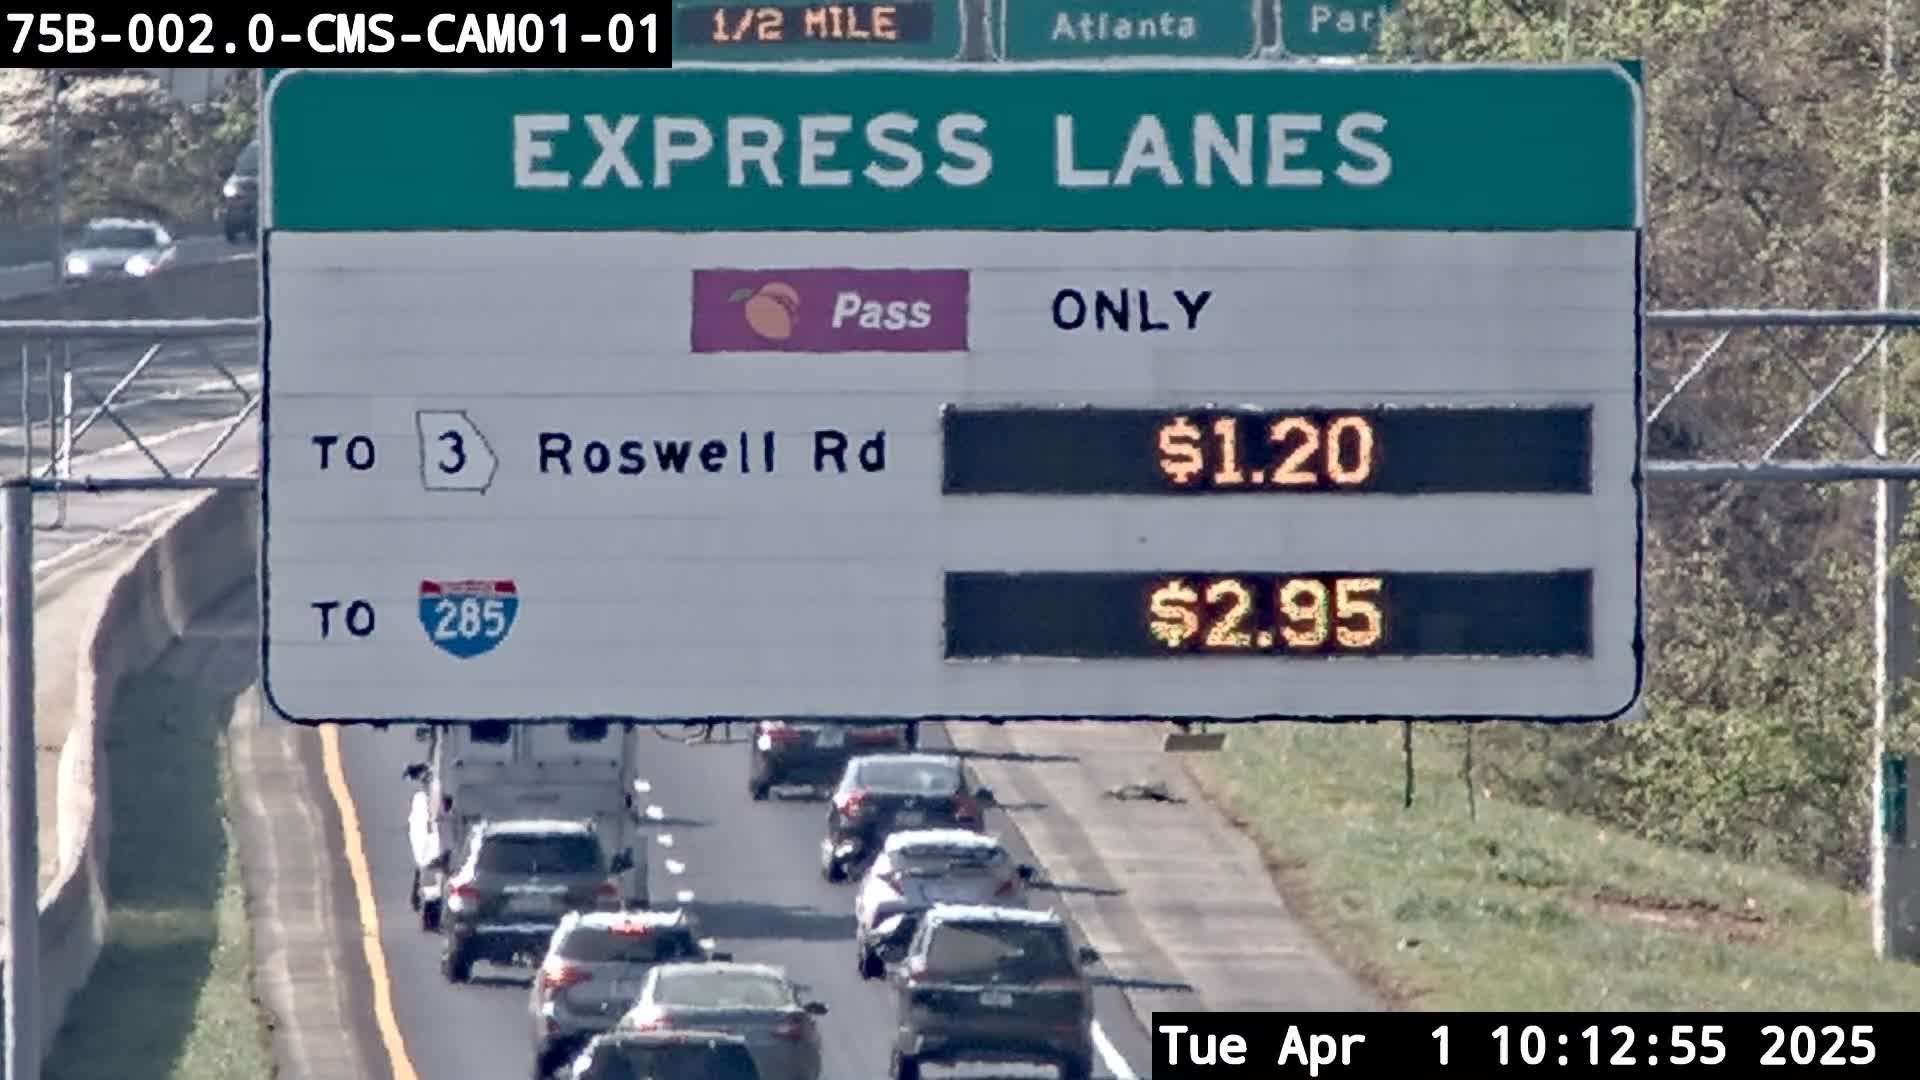 75B-002.0-CMS-CAM01-01
1/2 MILE
Atlanta
EXPRESS LANES
Pass ONLY
TO 3 Roswell Rd $1.20
TO 285 $2.95
Tue Apr 1 10:12:55 2025